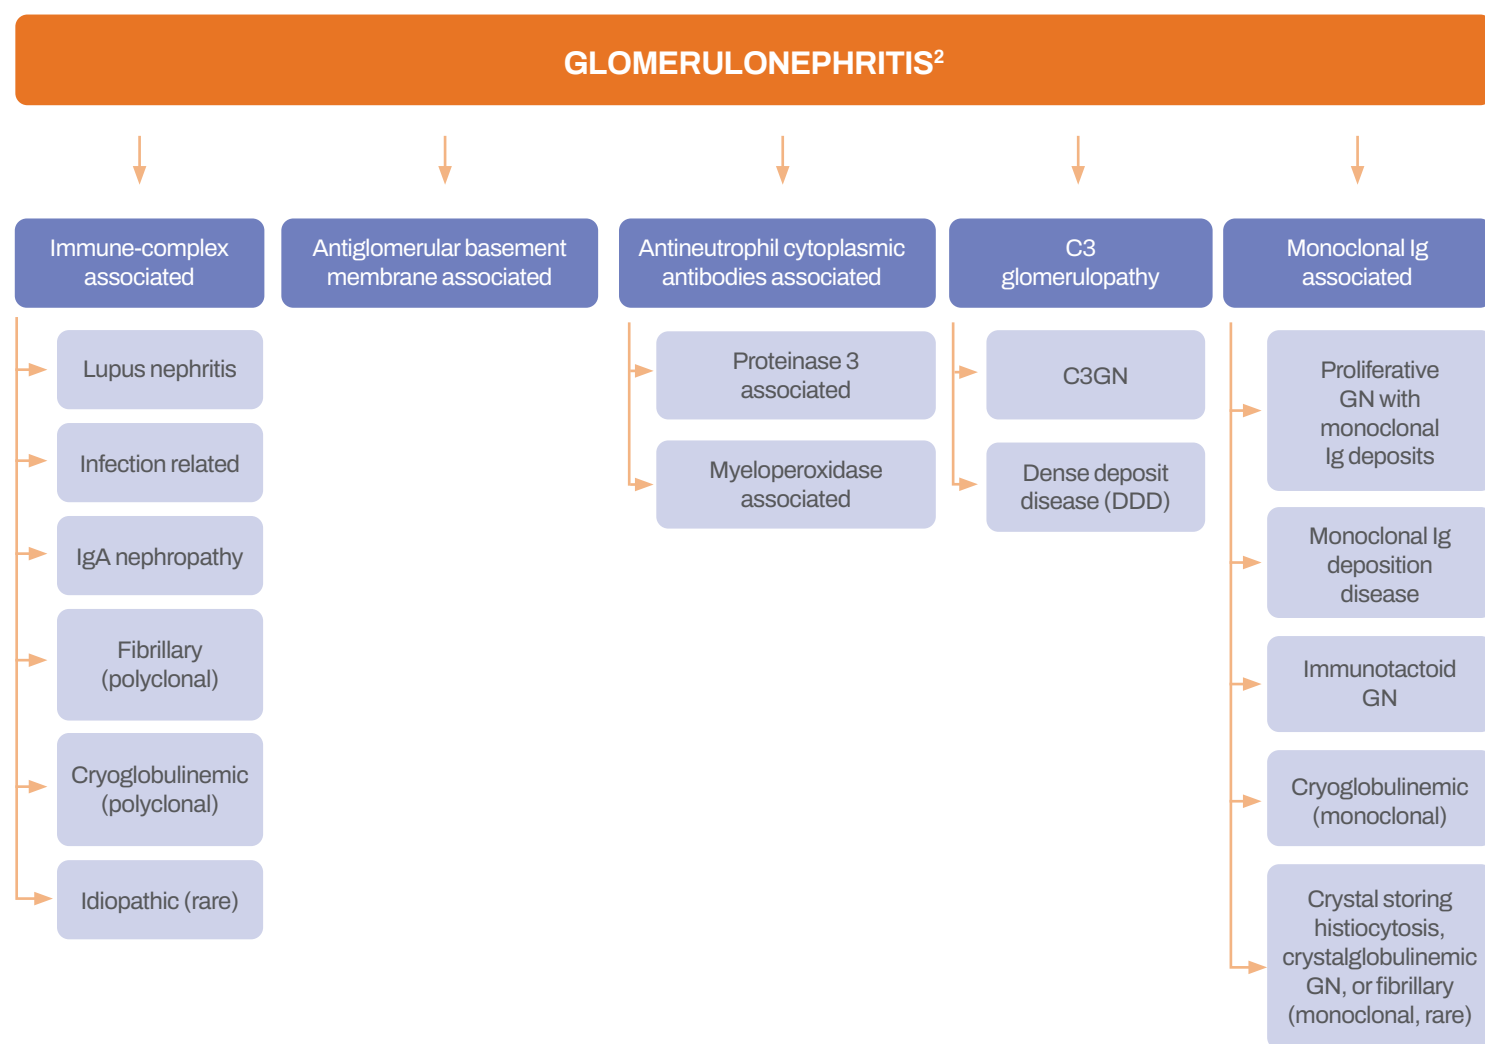 GLOMERULONEPHRITIS²
Immune-complex
associated
Lupus nephritis
Infection related
IgA nephropathy
Fibrillary
(polyclonal)
Cryoglobulinemic
(polyclonal)
Idiopathic (rare)
Antiglomerular basement
membrane associated
Antineutrophil cytoplasmic
antibodies associated
Proteinase 3
associated
Myeloperoxidase
associated
C3
glomerulopathy
C3GN
Dense deposit
disease (DDD)
Monoclonal Ig
associated
Proliferative
GN with
monoclonal
Ig deposits
Monoclonal Ig
deposition
disease
Immunotactoid
GN
Cryoglobulinemic
(monoclonal)
Crystal storing
histiocytosis,
crystalglobulinemic
GN, or fibrillary
(monoclonal, rare)